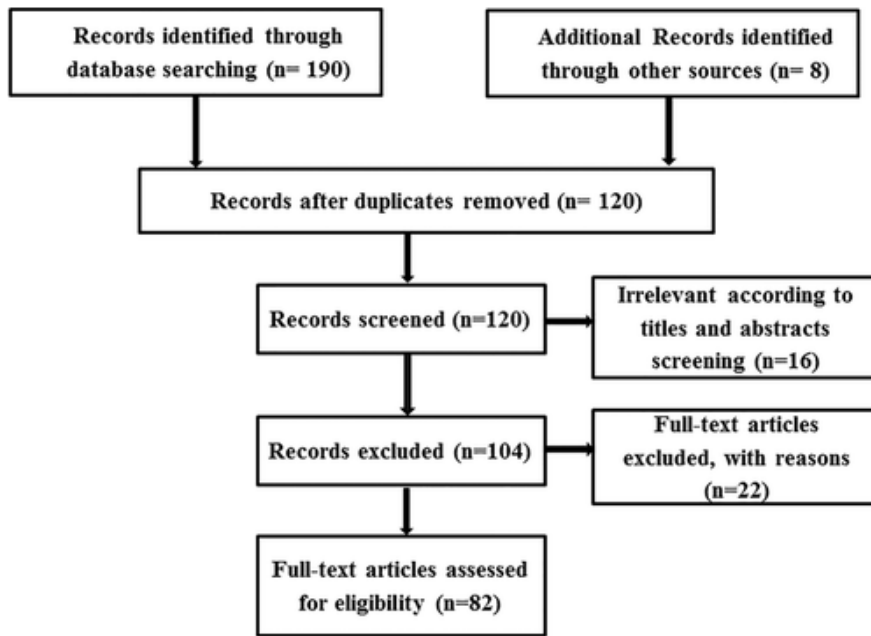 Records identified through
database searching (n= 190)
Additional Records identified
through other sources (n= 8)
Records after duplicates removed (n= 120)
Records screened (n=120)
Irrelevant according to
titles and abstracts
screening (n=16)
Records excluded (n=104)
Full-text articles
excluded, with reasons
(n=22)
Full-text articles assessed
for eligibility (n=82)